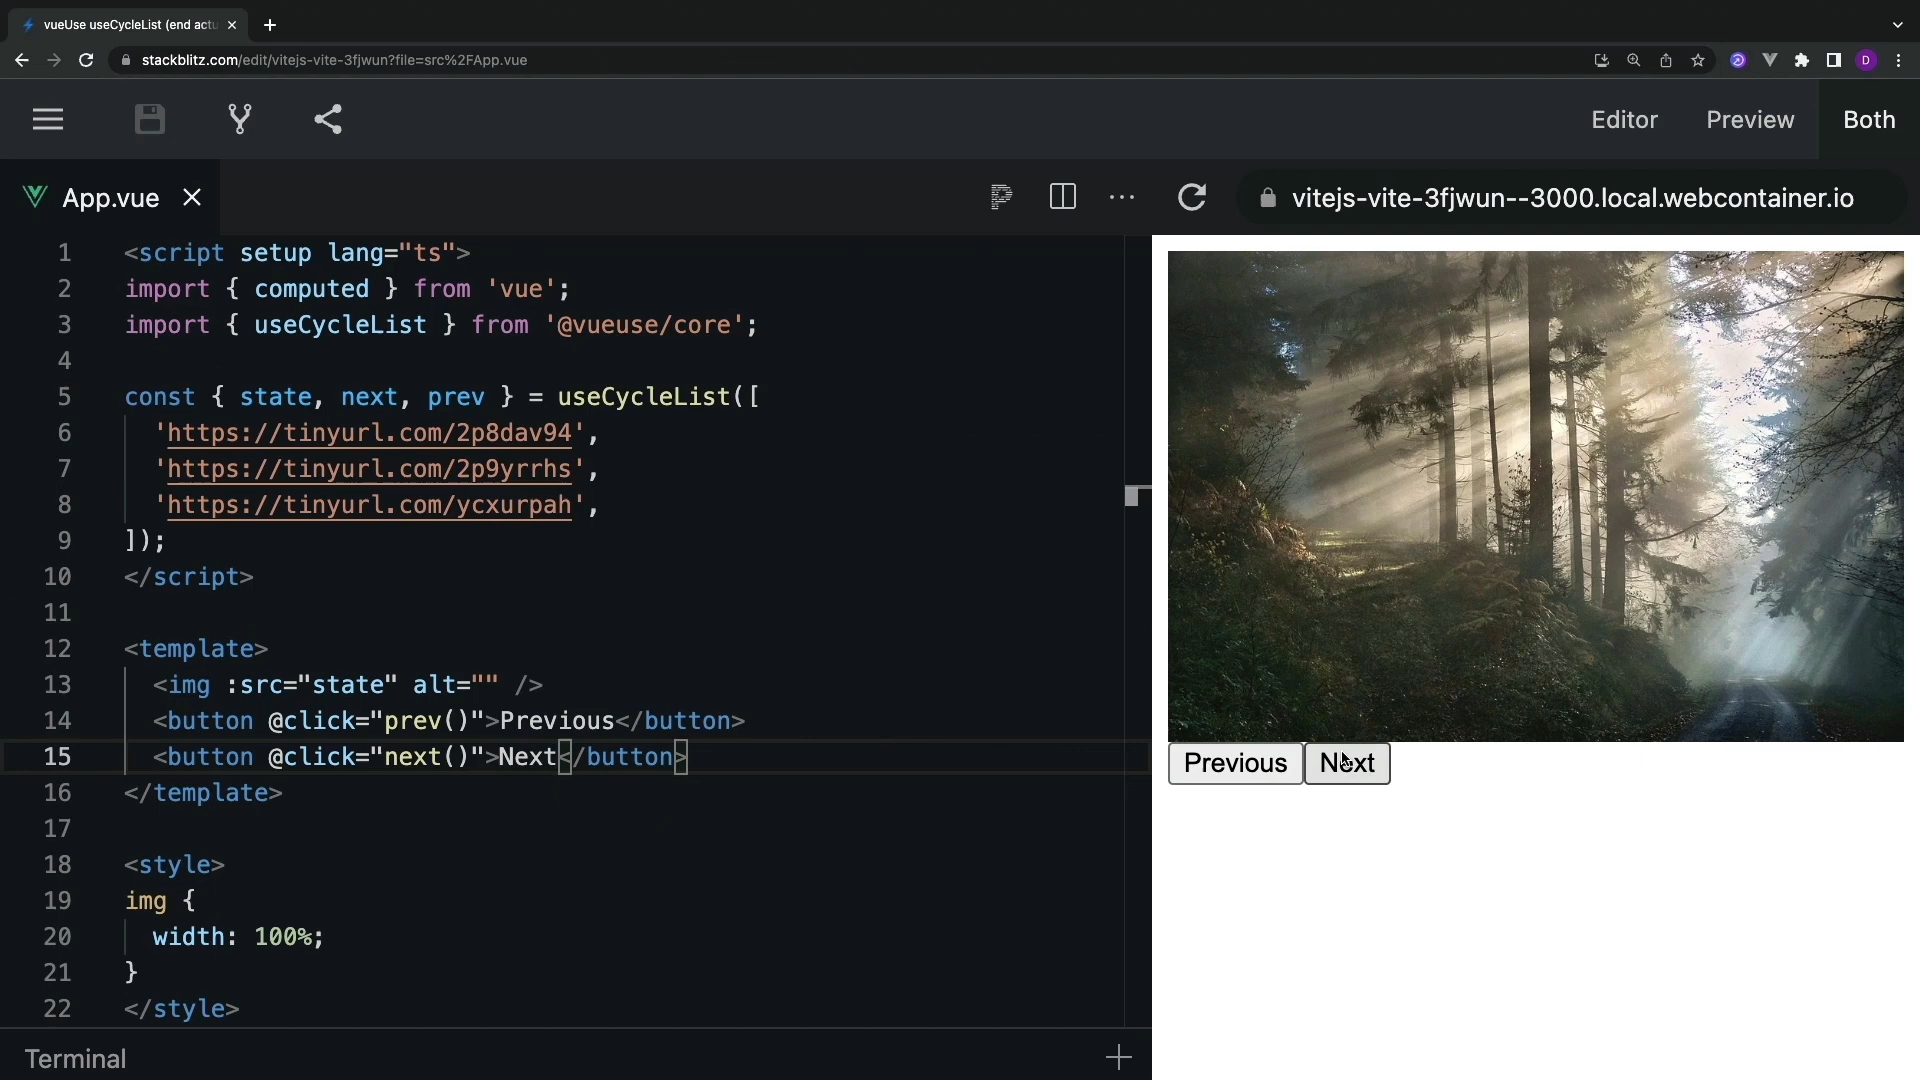 vueUse useCycleList (end actu
stackblitz.com/edit/vitejs-vite-3fjwun?file=src%2FApp.vue
D
Editor Preview Both
App.vue
vitejs-vite-3fjwun--3000.local.webcontainer.io
1 <script setup lang="ts">
2 import { computed } from 'vue';
3 import { useCycleList } from '@vueuse/core';
4
5 const { state, next, prev } = useCycleList([
6 'https://tinyurl.com/2p8dav94',
7 'https://tinyurl.com/2p9yrrhs',
8 'https://tinyurl.com/ycxurpah',
9 ]);
10 </script>
11
12 <template>
13 <img :src="state" alt="" />
14 <button @click="prev()">Previous</button>
15 <button @click="next()">Next</button>
16 </template>
17
18 <style>
19 img {
20 width: 100%;
21 }
22 </style>
Previous Next
Terminal